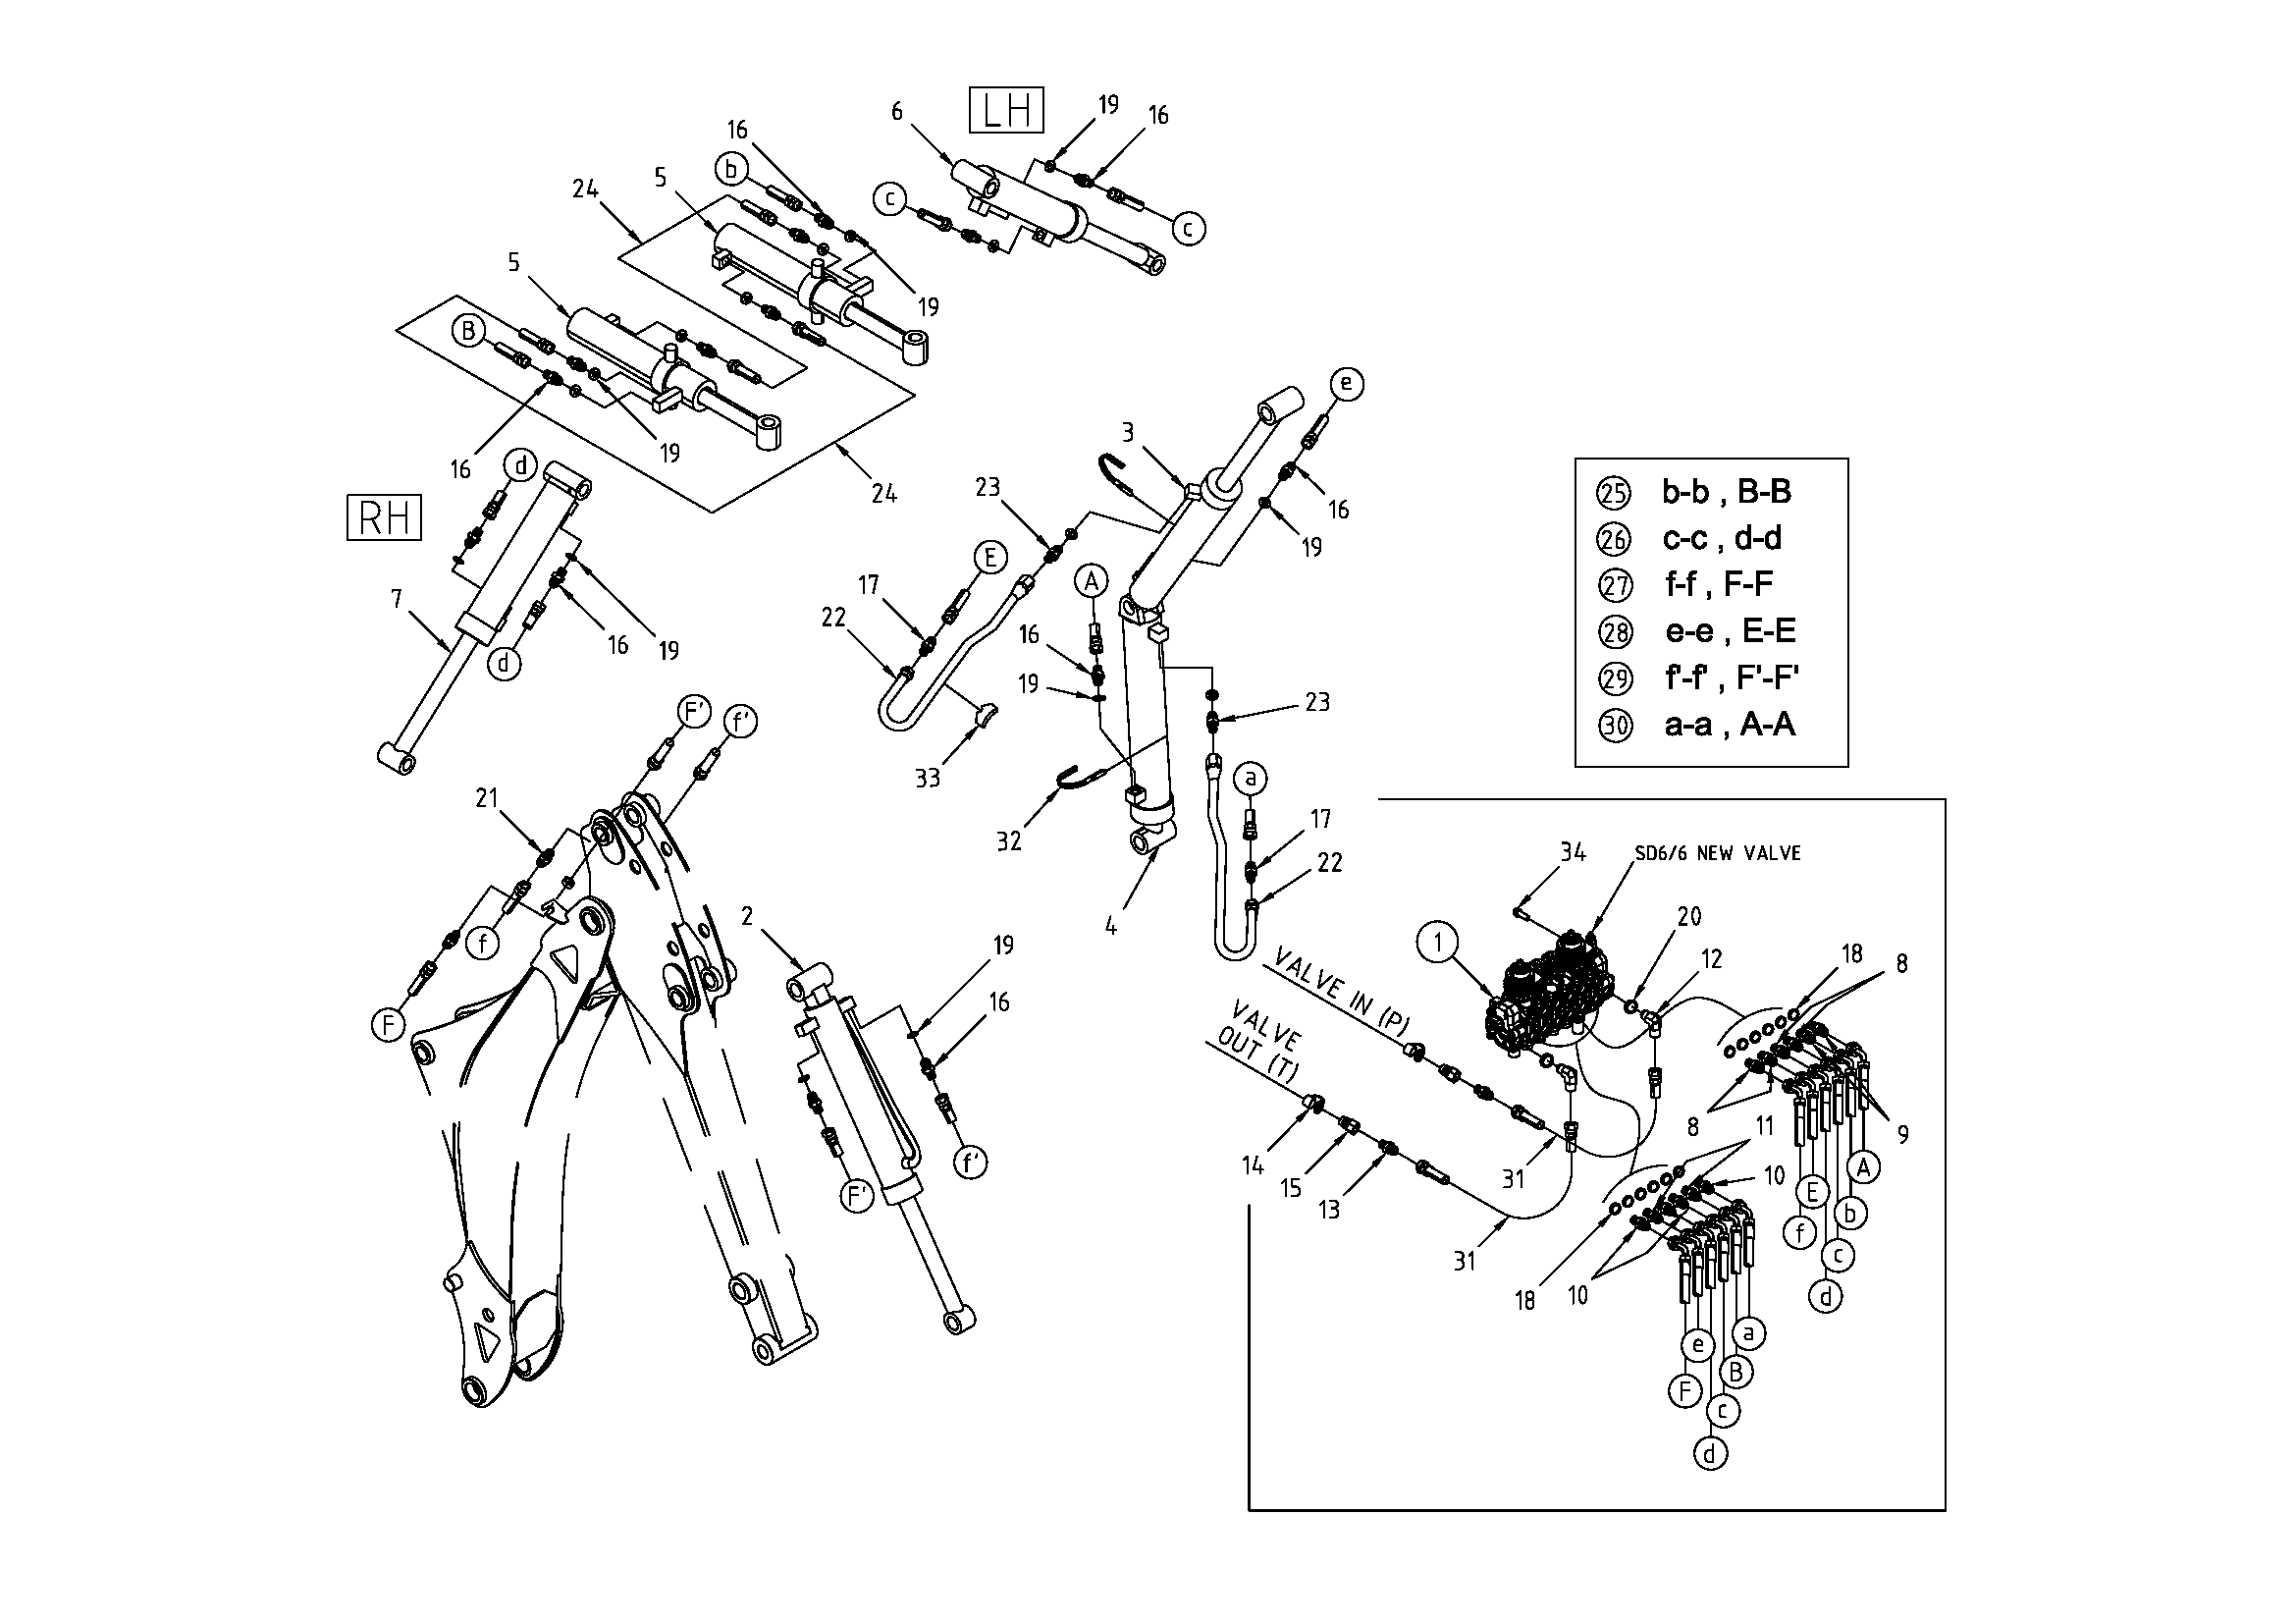 LH
6
19
16
16
b
5
24
c
c
5
19
B
e
3
16
19
d
24
23
16
RH
19
E
A
17
7
22
16
16
19
d
19
23
F'
f'
33
a
21
32
17
22
4
2
f
19
16
F
F'
f'
25 b-b , B-B
26 c-c , d-d
27 f-f , F-F
28 e-e , E-E
29 f'-f' , F'-F'
30 a-a , A-A
34
SD6/6 NEW VALVE
1
20
12
18
8
VALVE IN (P)
VALVE
OUT (T)
8
11
9
14
15
13
31
10
A
E
b
f
c
31
18
10
d
e
a
F
B
c
d